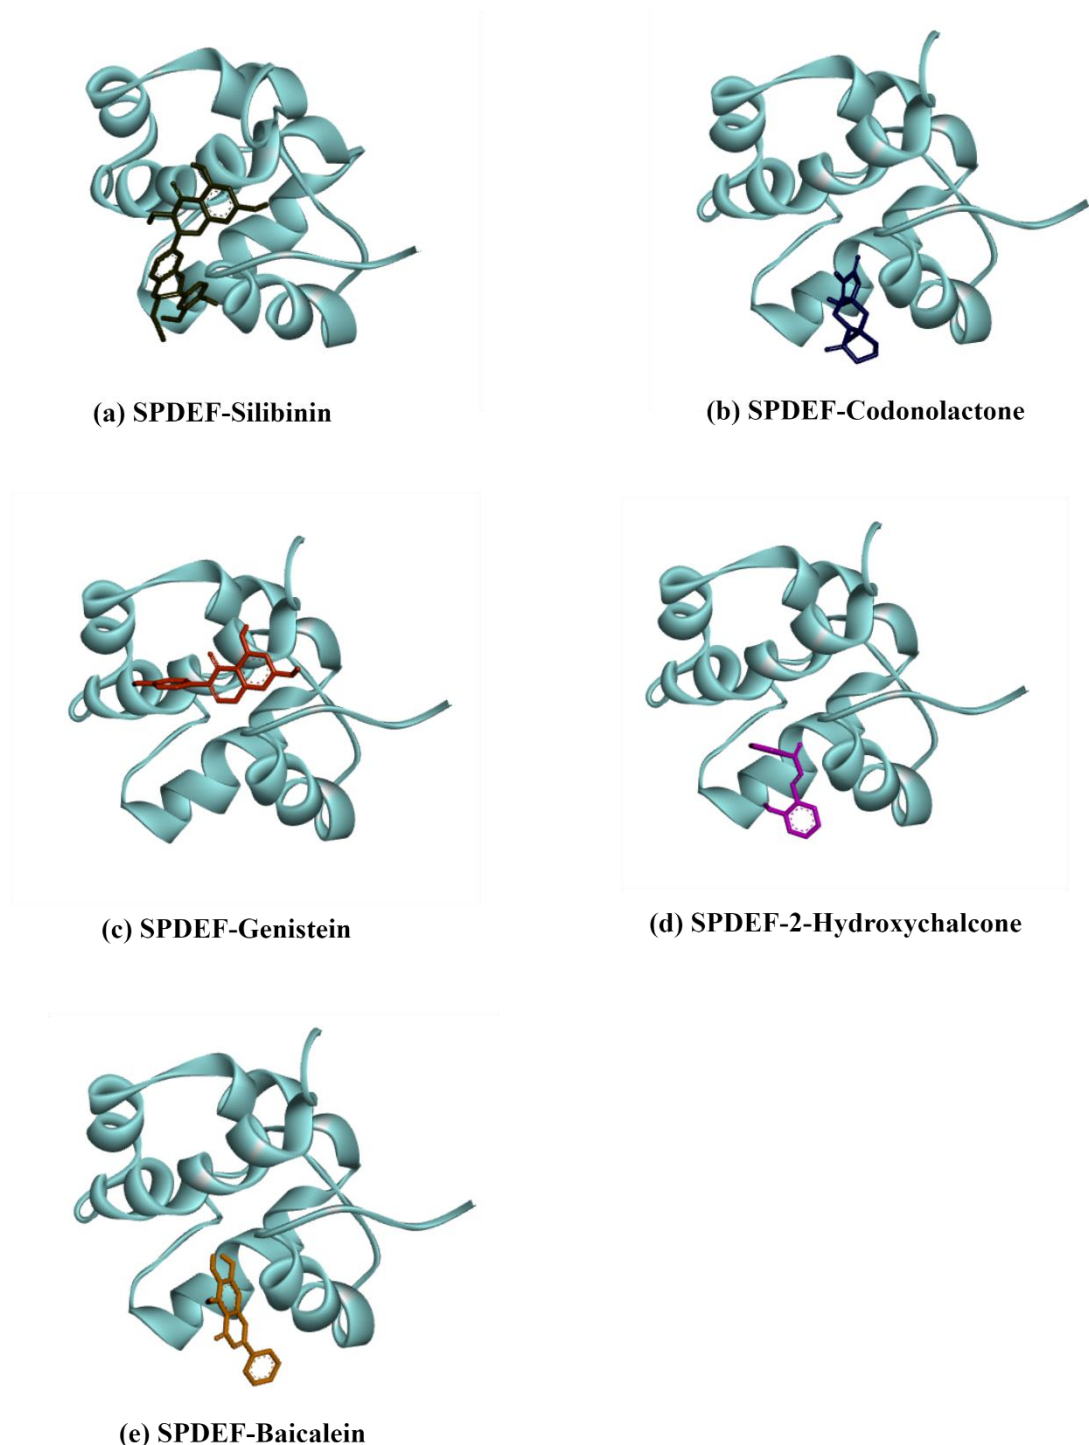 (a) SPDEF-Silibinin
(b) SPDEF-Codonolactone
(c) SPDEF-Genistein
(d) SPDEF-2-Hydroxychalcone
(e) SPDEF-Baicalein